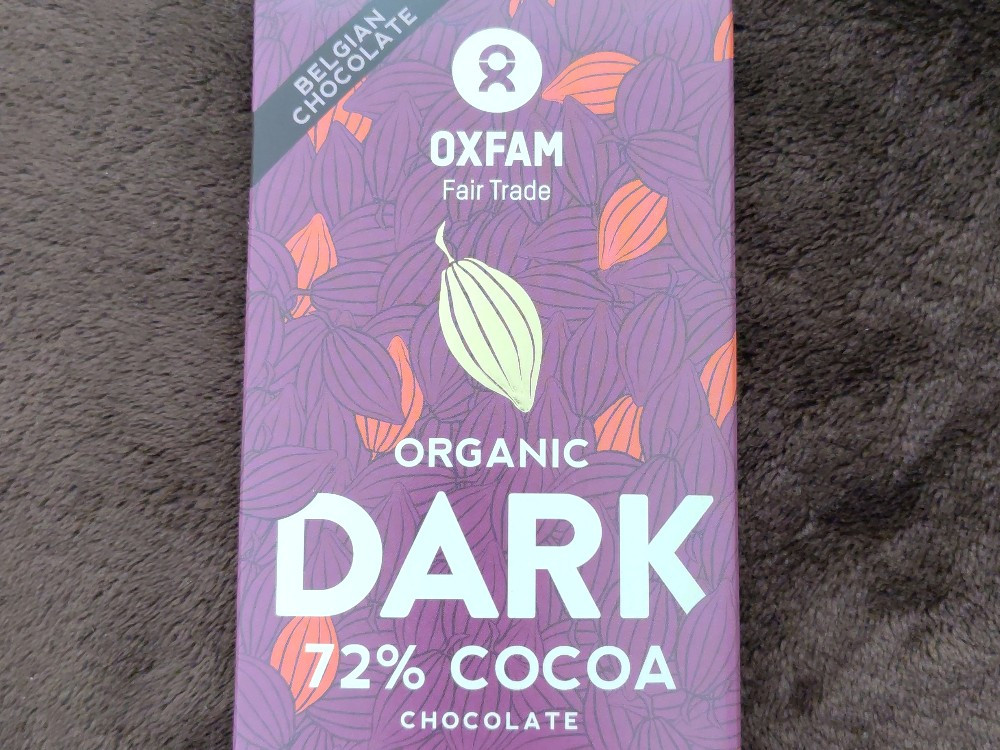 BELGIAN
CHOCOLATE
OXFAM
Fair Trade
ORGANIC
DARK
72% COCOA
CHOCOLATE